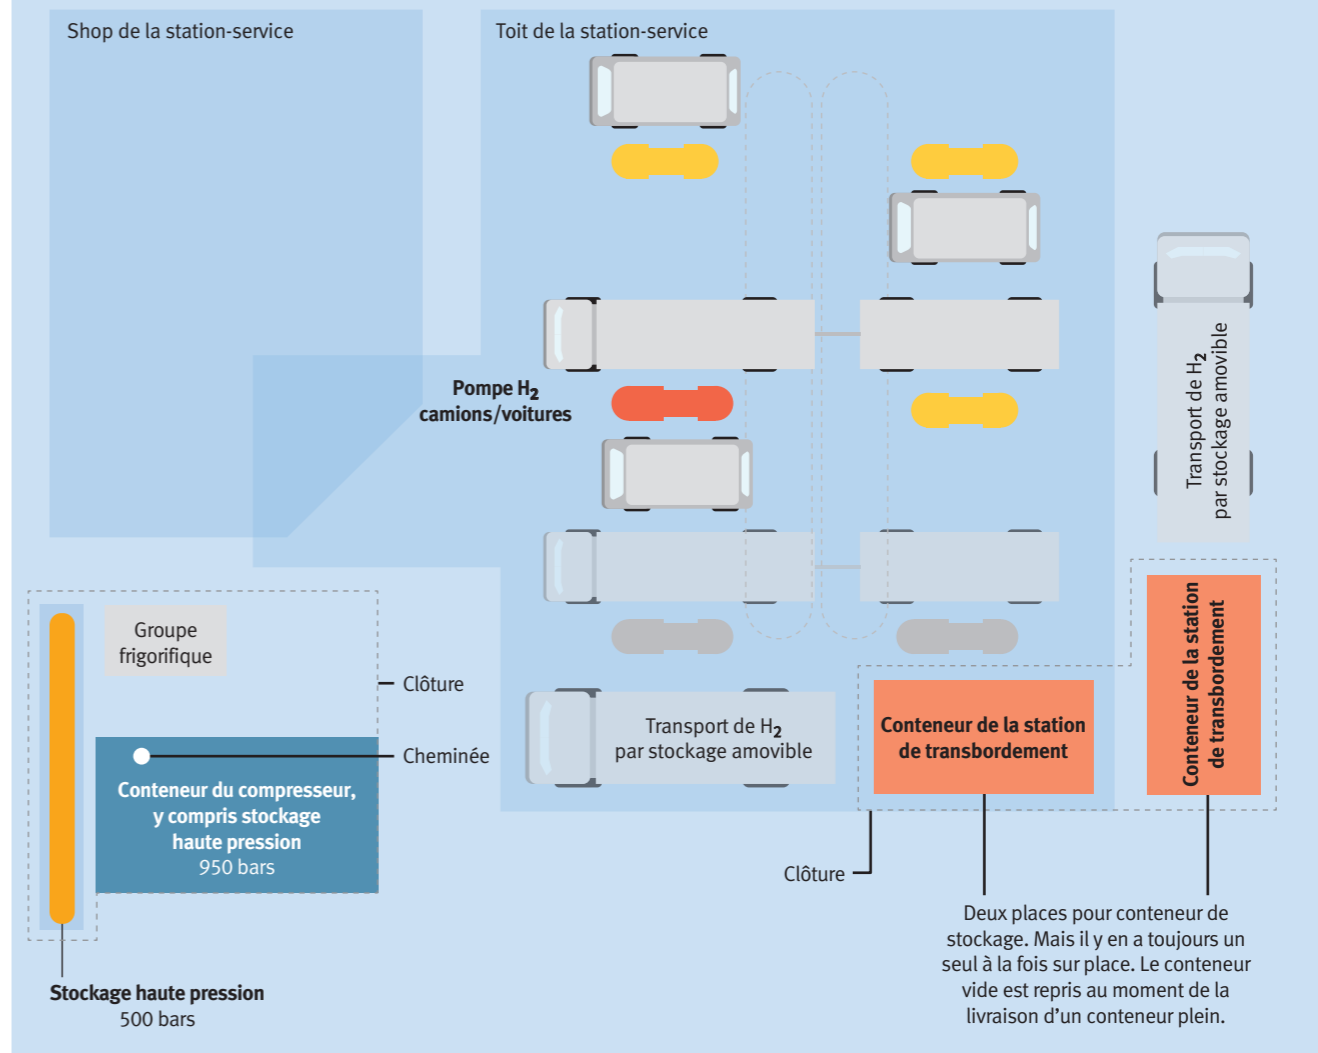 Shop de la station-service
Toit de la station-service
Pompe H2
camions/voitures
Transport de H2
par stockage amovible
Groupe
frigorifique
Clôture
Cheminée
Conteneur du compresseur,
y compris stockage
haute pression
950 bars
Stockage haute pression
500 bars
Transport de H2
par stockage amovible
Conteneur de la station
de transbordement
Conteneur de la station
de transbordement
Clôture
Deux places pour conteneur de
stockage. Mais il y en a toujours un
seul à la fois sur place. Le conteneur
vide est repris au moment de la
livraison d’un conteneur plein.